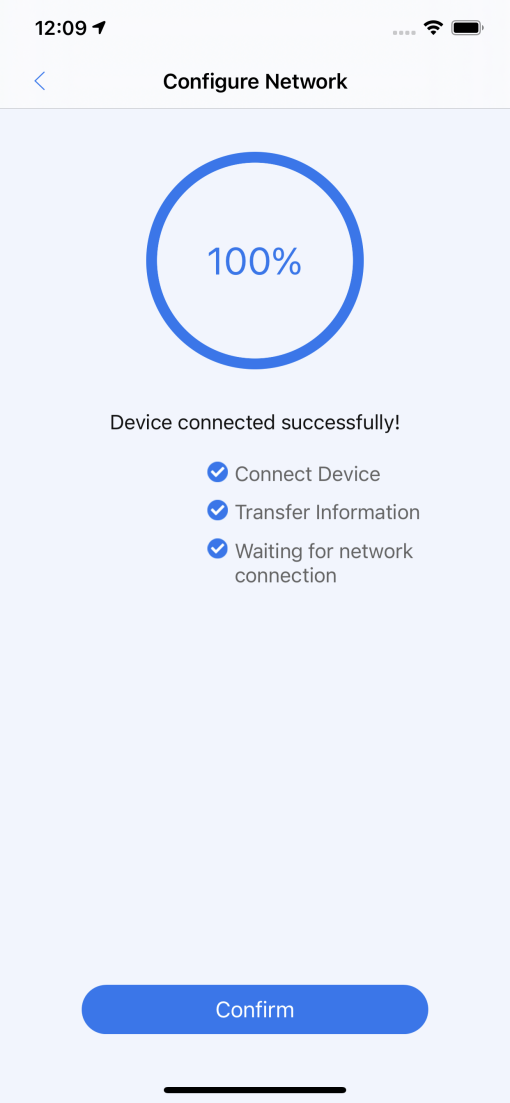 12:09
Configure Network
100%
Device connected successfully!
Connect Device
Transfer Information
Waiting for network
connection
Confirm